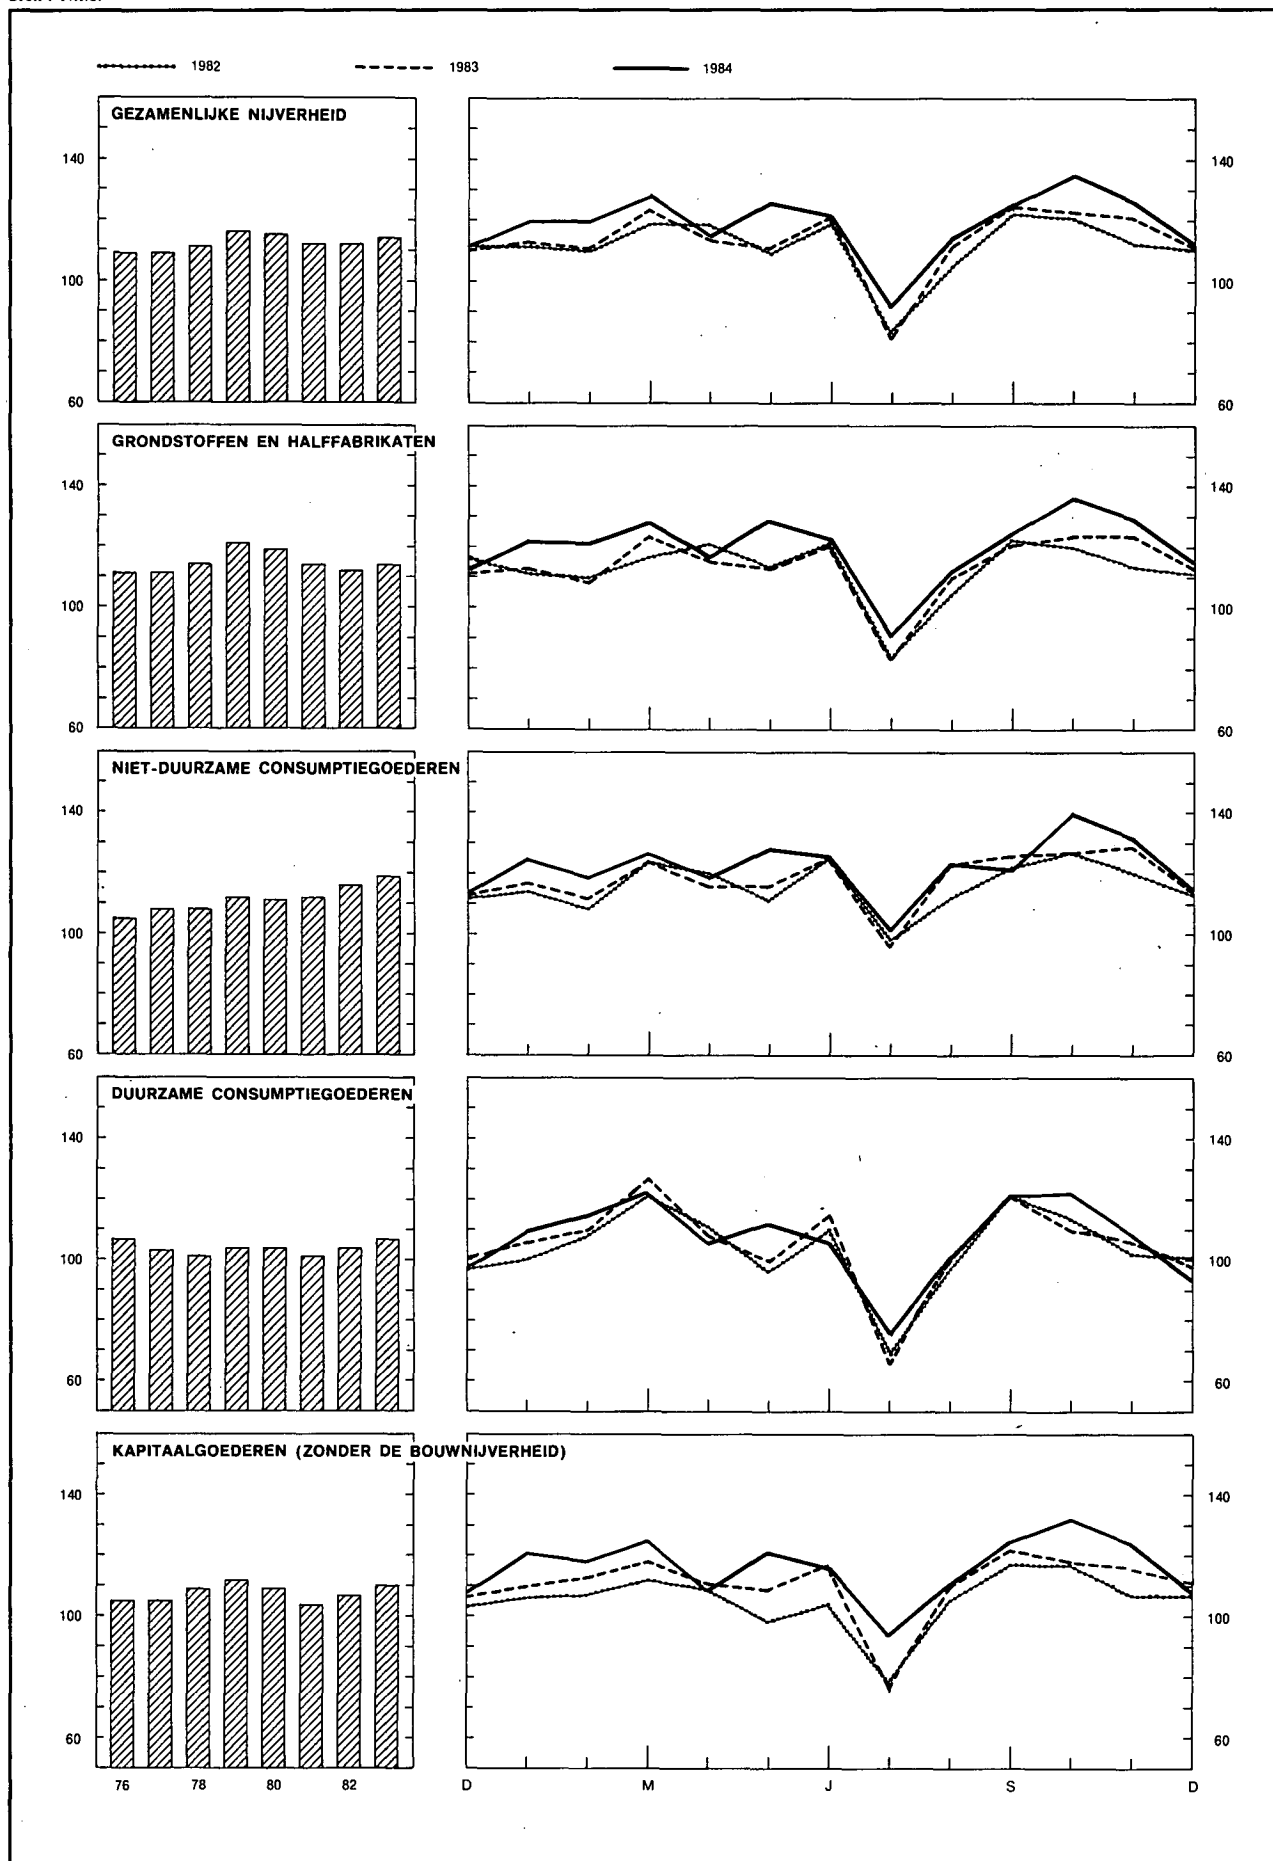 1982 1983 1984
GEZAMENLIJKE NIJVERHEID
140 140
100 100
60 60
GRONDSTOFFEN EN HALFFABRIKATEN
140 140
100 100
60 60
NIET-DUURZAME CONSUMPTIEGOEDEREN
140 140
100 100
60 60
DUURZAME CONSUMPTIEGOEDEREN
140 140
100 100
60 60
KAPITAALGOEDEREN (ZONDER DE BOUWNIJVERHEID)
140 140
100 100
60 60
76 78 80 82 D M J S D